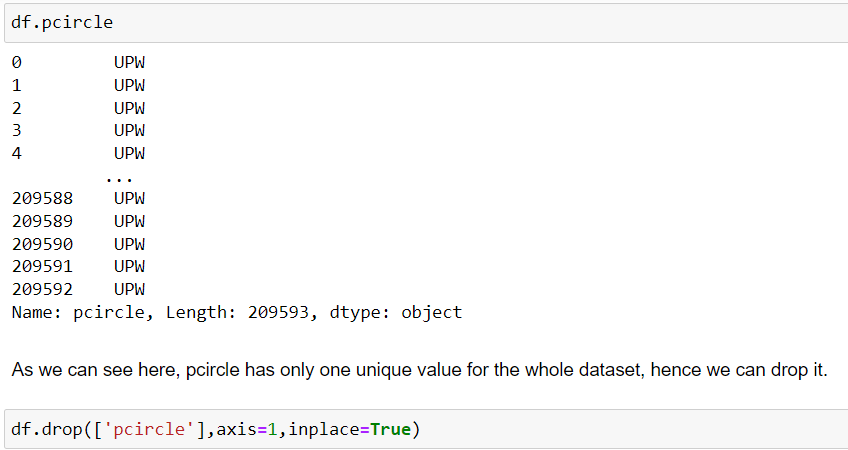 df.pcircle
0         UPW
1         UPW
2         UPW
3         UPW
4         UPW
         ...
209588    UPW
209589    UPW
209590    UPW
209591    UPW
209592    UPW
Name: pcircle, Length: 209593, dtype: object
As we can see here, pcircle has only one unique value for the whole dataset, hence we can drop it.
df.drop(['pcircle'],axis=1,inplace=True)